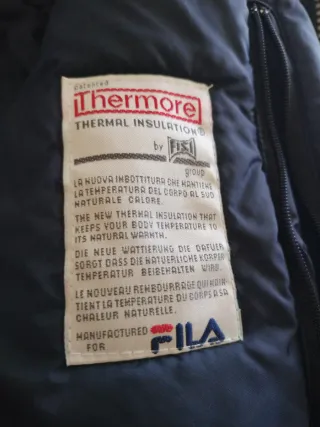 Patented
Thermore
THERMAL INSULATION®
by FISI
group
LA NUOVA IMBOTTITURA CHE MANTIENE
LA TEMPERATURA DEL CORPO AL SUO
NATURALE CALORE.
THE NEW THERMAL INSULATION THAT
KEEPS YOUR BODY TEMPERATURE TO
ITS NATURAL WARMTH.
DIE NEUE WATTIERUNG DIE DAFUER
SORGT DASS DIE NATUERLICHE KORPER
TEMPERATUR BEIBEHALTEN WIRD.
LE NOUVEAU REMBOURRAGE QUI MAIN-
TIENT LA TEMPERATURE DU CORPS A SA
CHALEUR NATURELLE.
MANUFACTURED
FOR FILA